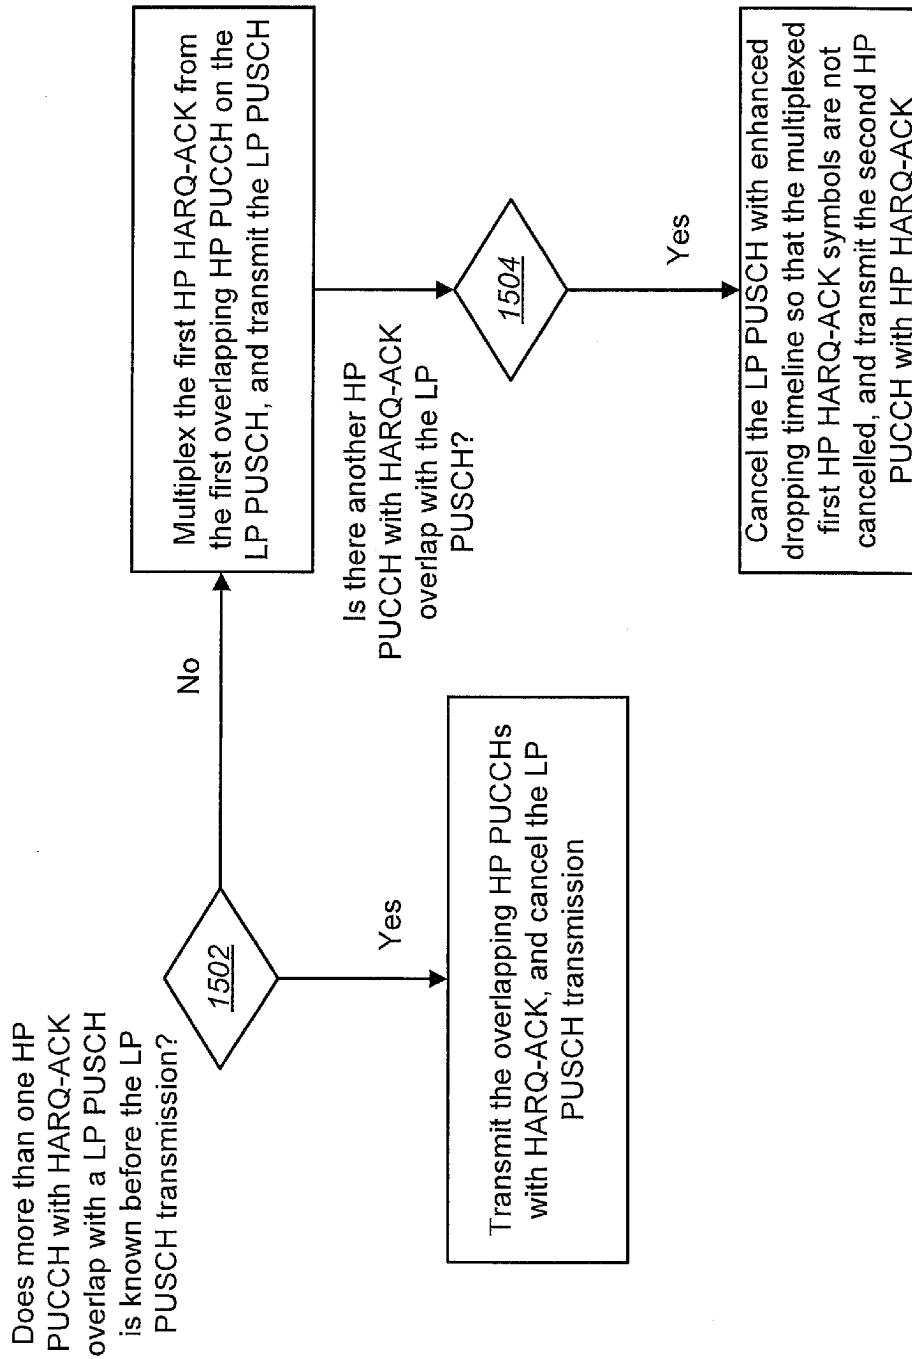 Does more than one HP
PUCCH with HARQ-ACK
overlap with a LP PUSCH
is known before the LP
PUSCH transmission?
1502
No
Yes
Transmit the overlapping HP PUCCHs
with HARQ-ACK, and cancel the LP
PUSCH transmission
Multiplex the first HP HARQ-ACK from
the first overlapping HP PUCCH on the
LP PUSCH, and transmit the LP PUSCH
Is there another HP
PUCCH with HARQ-ACK
overlap with the LP
PUSCH?
1504
Yes
Cancel the LP PUSCH with enhanced
dropping timeline so that the multiplexed
first HP HARQ-ACK symbols are not
cancelled, and transmit the second HP
PUCCH with HP HARQ-ACK